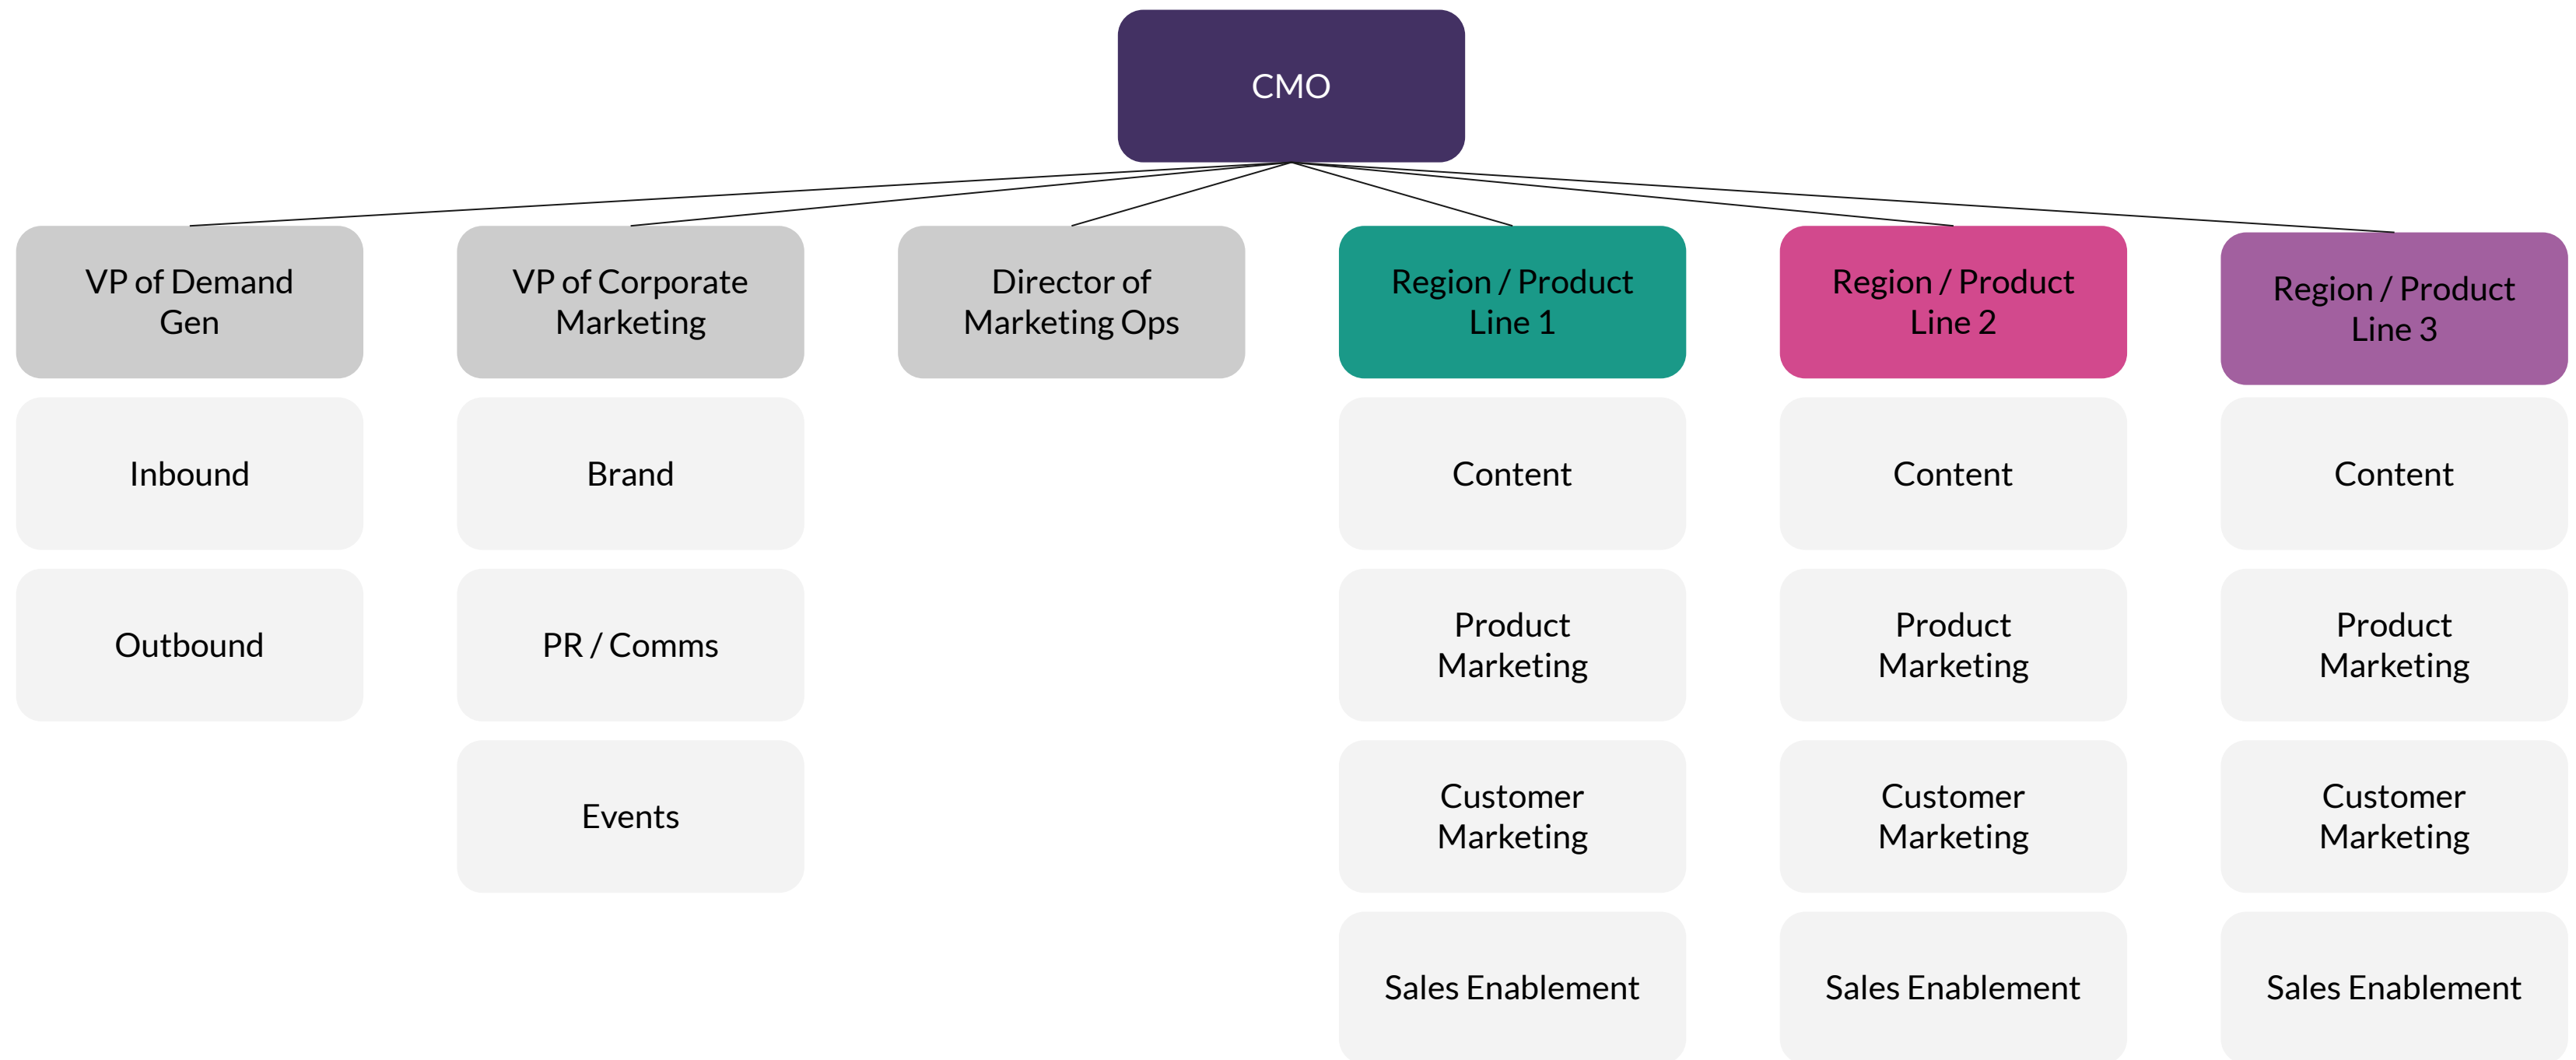 CMO
VP of Demand
Gen
VP of Corporate
Marketing
Director of
Marketing Ops
Region / Product
Line 1
Region / Product
Line 2
Region / Product
Line 3
Inbound
Brand
Content
Content
Content
Outbound
PR / Comms
Product
Marketing
Product
Marketing
Product
Marketing
Events
Customer
Marketing
Customer
Marketing
Customer
Marketing
Sales Enablement
Sales Enablement
Sales Enablement